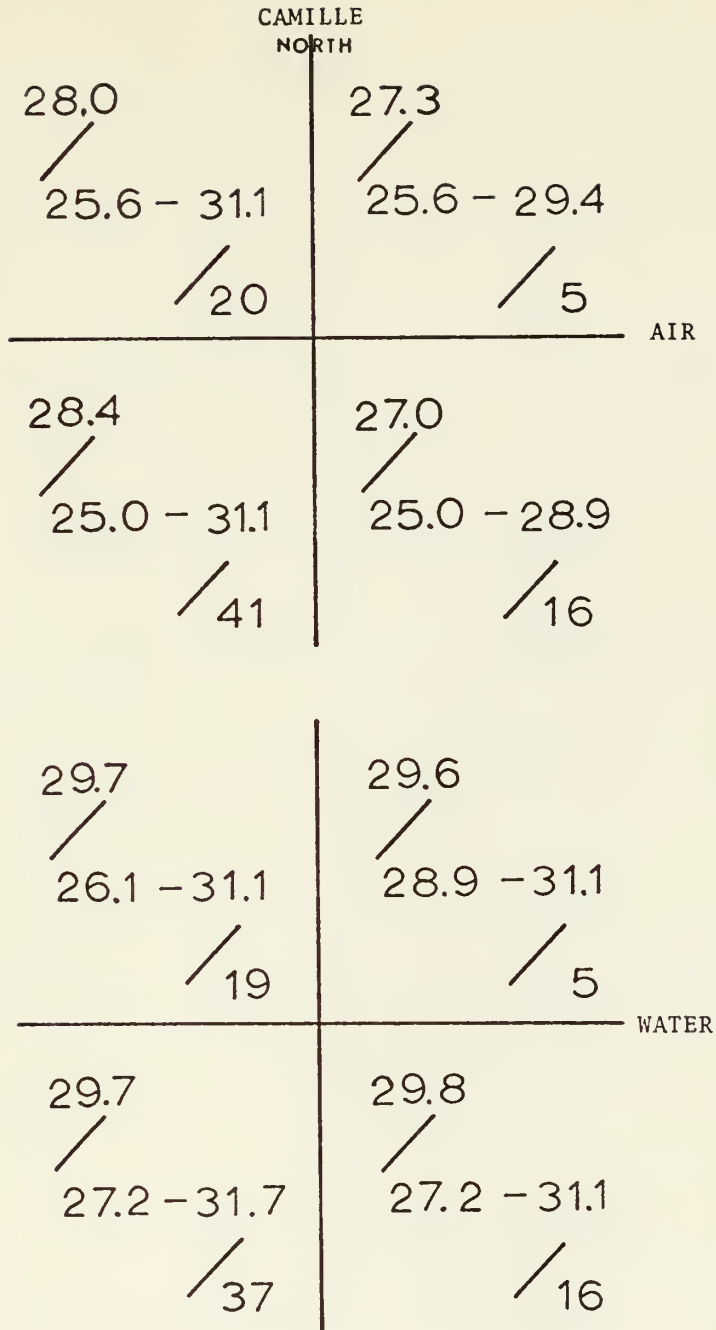 CAMILLE
NORTH
28.0 27.3
25.6 - 31.1 25.6 - 29.4
/20 /5
AIR
28.4 27.0
25.0 - 31.1 25.0 - 28.9
/41 /16
29.7 29.6
26.1 - 31.1 28.9 - 31.1
/19 /5
WATER
29.7 29.8
27.2 - 31.7 27.2 - 31.1
/37 /16